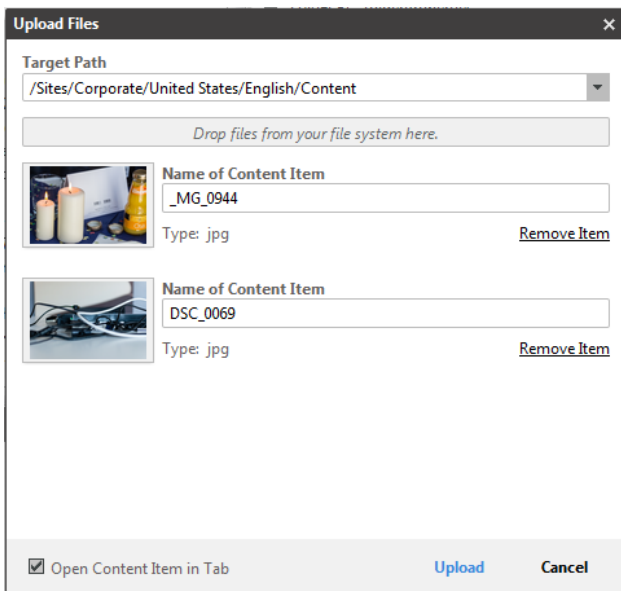 Upload Files
Target Path
/Sites/Corporate/United States/English/Content
Drop files from your file system here.
Name of Content Item
_MG_0944
Type: jpg
Remove Item
Name of Content Item
DSC_0069
Type: jpg
Remove Item
Open Content Item in Tab
Upload
Cancel